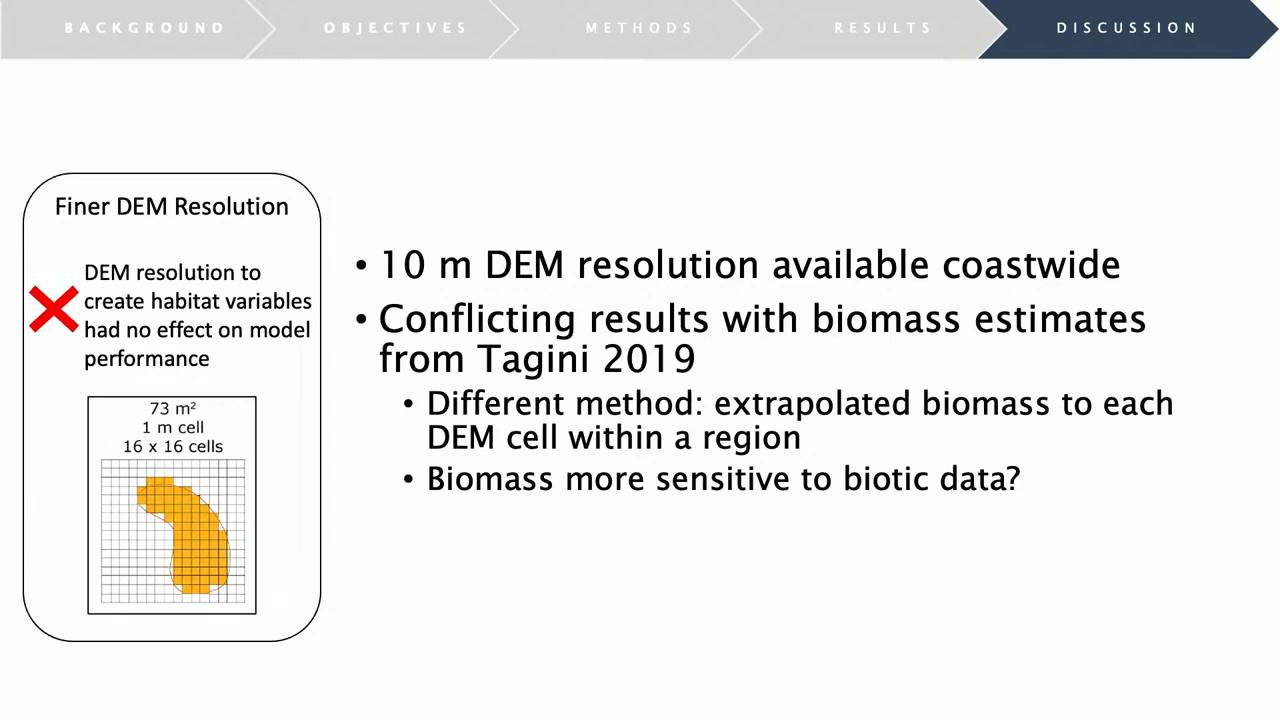 BACKGROUND
OBJECTIVES
METHODS
RESULTS
DISCUSSION
Finer DEM Resolution
DEM resolution to
create habitat variables
had no effect on model
performance
73 m²
1 m cell
16 x 16 cells
• 10 m DEM resolution available coastwide
• Conflicting results with biomass estimates
from Tagini 2019
• Different method: extrapolated biomass to each
DEM cell within a region
• Biomass more sensitive to biotic data?